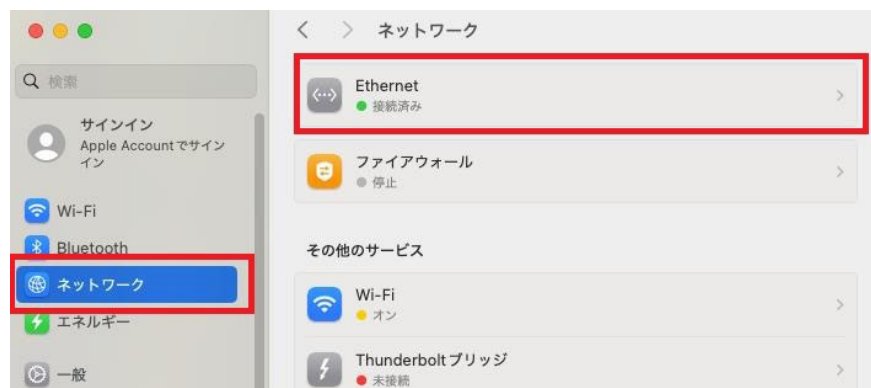 検索
サインイン
Apple Accountでサイン
イン
Wi-Fi
Bluetooth
ネットワーク
エネルギー
一般
ネットワーク
Ethernet
接続済み
ファイアウォール
停止
その他のサービス
Wi-Fi
オン
Thunderboltブリッジ
未接続